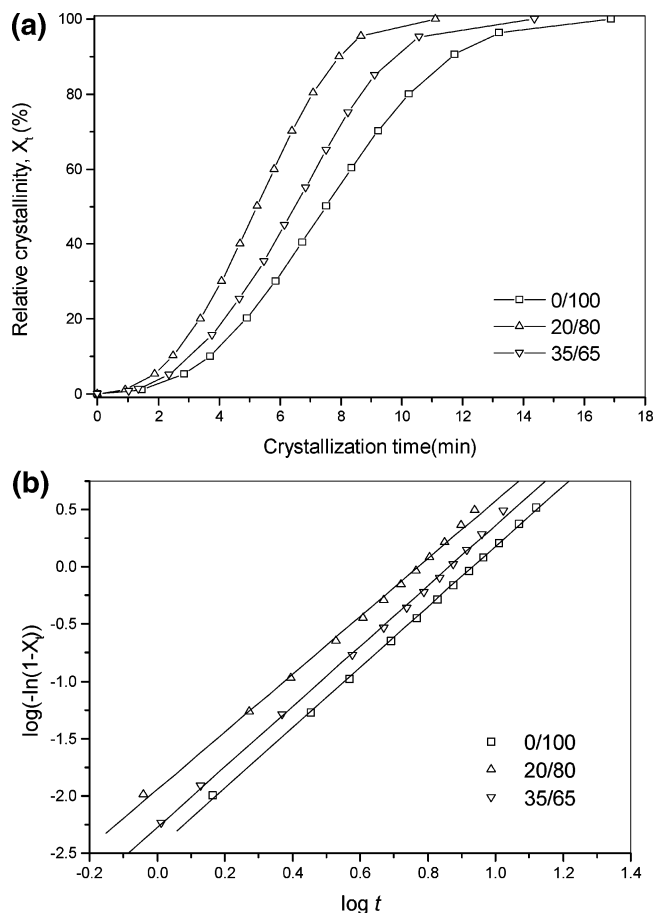 (a)
Relative crystallinity, Xt (%)
100
80
60
40
20
0
0/100
20/80
35/65
0 2 4 6 8 10 12 14 16 18
Crystallization time(min)
(b)
log(-ln(1-Xt))
0.5
0.0
-0.5
-1.0
-1.5
-2.0
-2.5
0/100
20/80
35/65
-0.2 0.0 0.2 0.4 0.6 0.8 1.0 1.2 1.4
log t